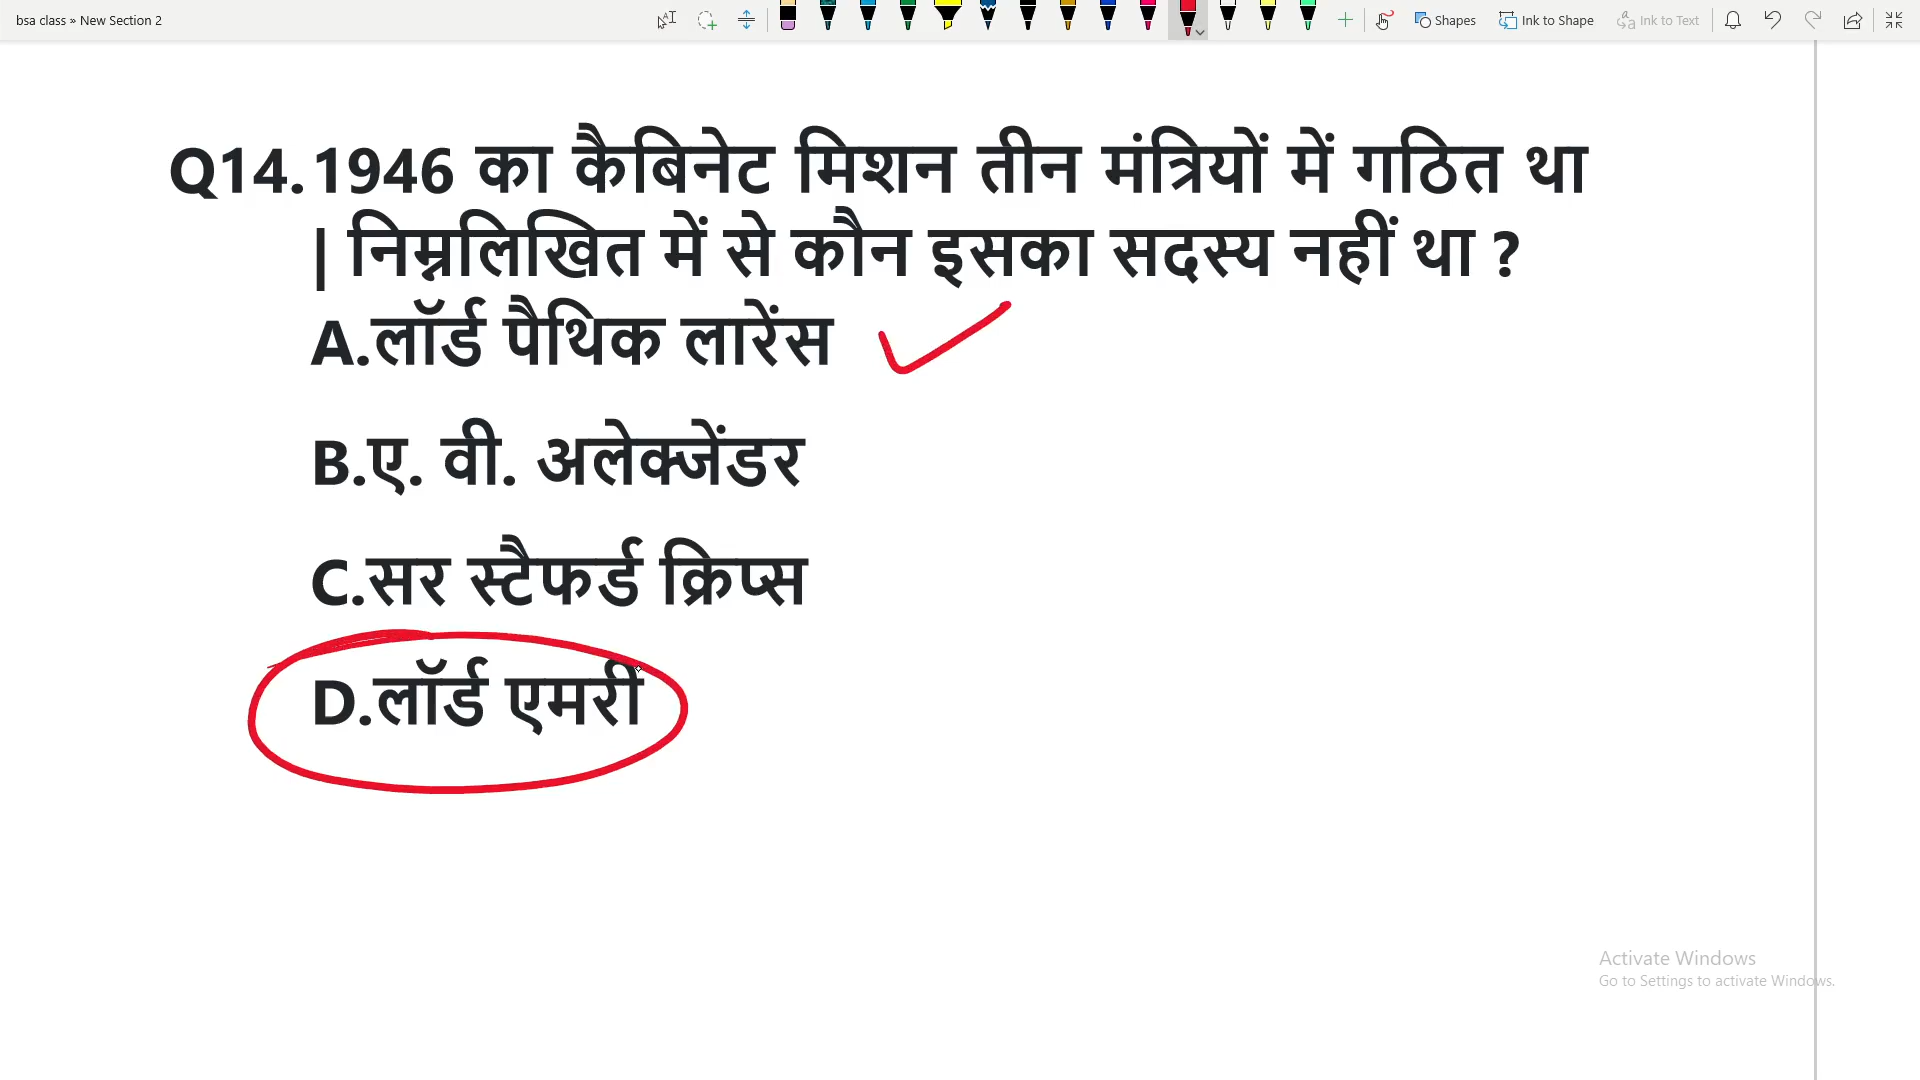 bsa class » New Section 2
Shapes
Ink to Shape
Ink to Text
Q14.1946 का कैबिनेट मिशन तीन मंत्रियों में गठित था
| निम्नलिखित में से कौन इसका सदस्य नहीं था ?
A.लॉर्ड पैथिक लारेंस
B.ए. वी. अलेक्जेंडर
C.सर स्टैफर्ड क्रिप्स
D.लॉर्ड एमरी
Activate Windows
Go to Settings to activate Windows.